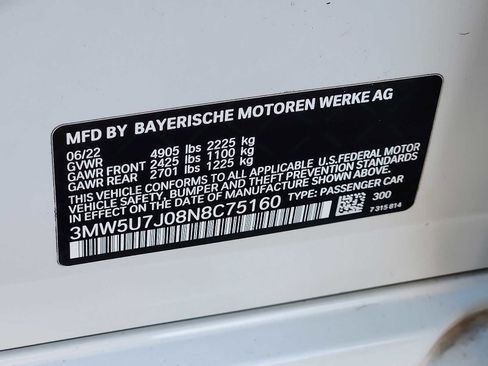 MFD BY BAYERISCHE MOTOREN WERKE AG
06/22 4905 lbs 2225 kg
GVWR 2425 lbs 1100 kg
GAWR FRONT 2701 lbs 1225 kg
GAWR REAR
THIS VEHICLE CONFORMS TO ALL APPLICABLE U.S. FEDERAL MOTOR
VEHICLE SAFETY, BUMPER AND THEFT PREVENTION STANDARDS
IN EFFECT ON THE DATE OF MANUFACTURE SHOWN ABOVE.
3MW5U7J08N8C75160 TYPE: PASSENGER CAR
300
7 315 814